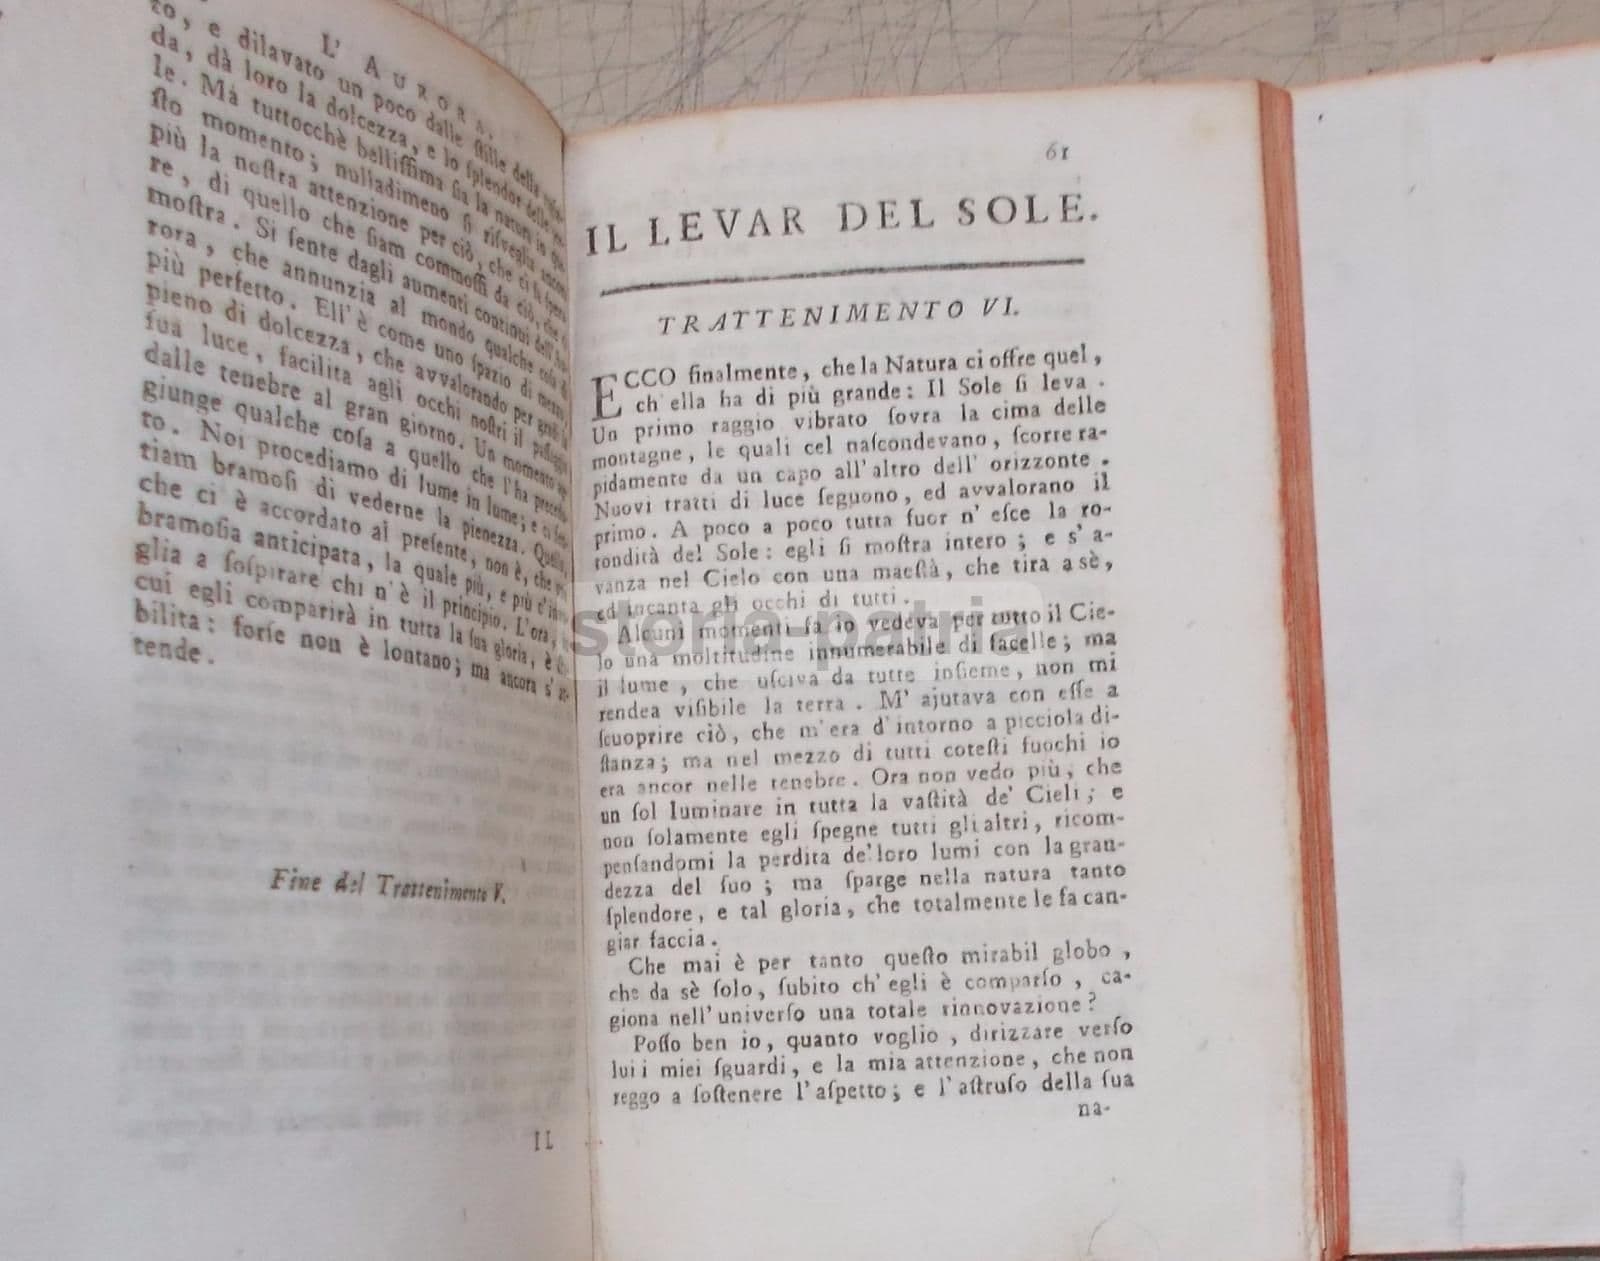 L' AURORA.
to, e dilavato un poco dalle ſtille della
da, dà loro la dolcezza, e lo ſplendor delle
le. Mà tuttocchè belliſſima ſia la natura in que-
ſto momento; nulladimeno ſi riſveglia ancora
più la noſtra attenzione per ciò, che ci fa ſpera-
re, di quello che ſiam commoſſi da ciò, che ci
moſtra. Si ſente dagli aumenti continui dell' Au-
rora, che annunzia al mondo qualche coſa di
più perfetto. Ell' è come uno ſpazio di mezzo
pieno di dolcezza, che avvalorando per gradi la
ſua luce, facilita agli occhi noſtri il paſſaggio
dalle tenebre al gran giorno. Un momento ag-
giunge qualche coſa a quello che l'ha precedu-
to. Noi procediamo di lume in lume; e ci ſen-
tiam bramoſi di vederne la pienezza. Quello,
che ci è accordato al preſente, non è, che
bramoſia anticipata, la quale più, e più c'invo-
glia a ſoſpirare chi n'è il principio. L'ora,
cui egli comparirà in tutta la ſua gloria, è
bilita: forſe non è lontano; ma ancora s' at-
tende.
Fine del Trattenimento V.
IL
61
IL LEVAR DEL SOLE.
TRATTENIMENTO VI.
ECCO finalmente, che la Natura ci offre quel,
ch' ella ha di più grande: Il Sole ſi leva.
Un primo raggio vibrato ſovra la cima delle
montagne, le quali cel naſcondevano, ſcorre ra-
pidamente da un capo all'altro dell' orizzonte.
Nuovi tratti di luce ſeguono, ed avvalorano il
primo. A poco a poco tutta fuor n' eſce la ro-
tondità del Sole: egli ſi moſtra intero; e s' a-
vanza nel Cielo con una maeſtà, che tira a sè,
ed incanta gli occhi di tutti.
Alcuni momenti fa io vedeva per tutto il Cie-
lo una moltitudine innumerabile di facelle; ma
il lume, che uſciva da tutte inſieme, non mi
rendea viſibile la terra. M' ajutava con eſſe a
ſcuoprire ciò, che m'era d'intorno a picciola di-
ſtanza; ma nel mezzo di tutti coteſti fuochi io
era ancor nelle tenebre. Ora non vedo più, che
un ſol luminare in tutta la vaſtità de' Cieli; e
non ſolamente egli ſpegne tutti gli altri, ricom-
penſandomi la perdita de' loro lumi con la gran-
dezza del ſuo; ma ſparge nella natura tanto
ſplendore, e tal gloria, che totalmente le fa can-
giar faccia.
Che mai è per tanto queſto mirabil globo,
che da sè ſolo, ſubito ch' egli è comparſo, ca-
giona nell' univerſo una totale rinnovazione?
Poſſo ben io, quanto voglio, dirizzare verſo
lui i miei ſguardi, e la mia attenzione, che non
reggo a ſoſtenere l'aſpetto; e l'aſtruſo della ſua
na-
storie-patria